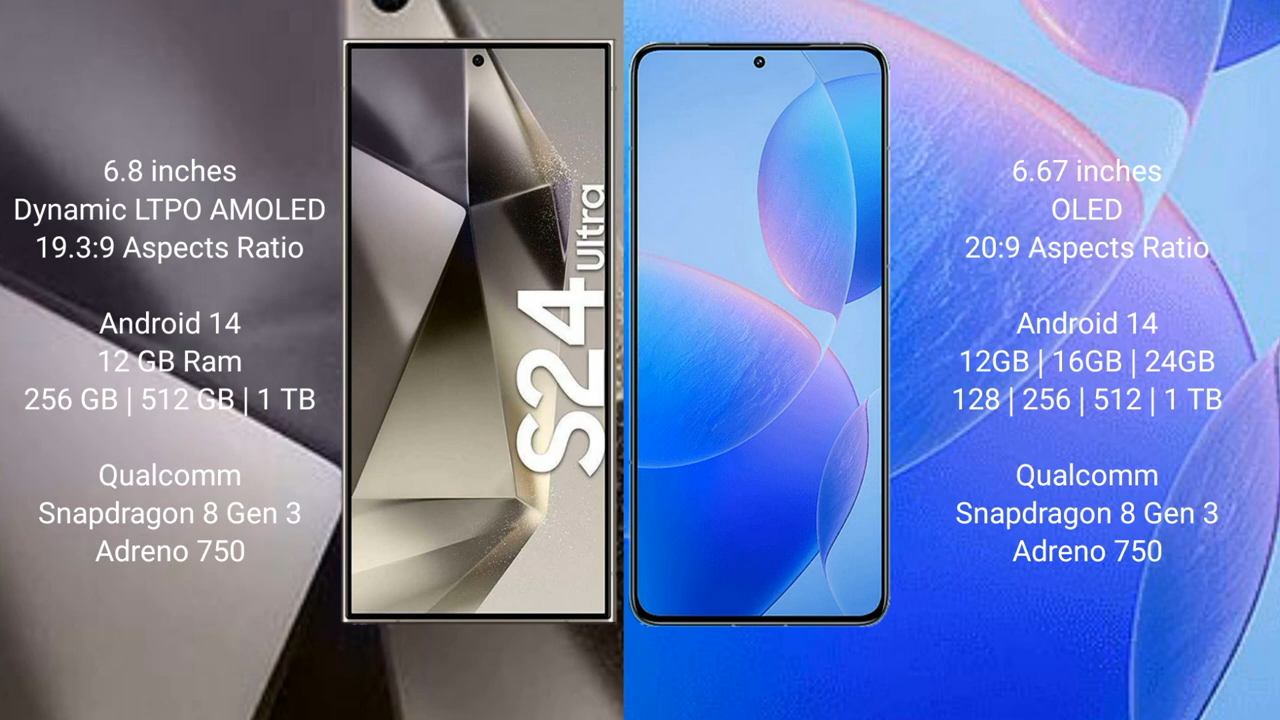 6.8 inches
Dynamic LTPO AMOLED
19.3:9 Aspects Ratio
Android 14
12 GB Ram
256 GB | 512 GB | 1 TB
Qualcomm
Snapdragon 8 Gen 3
Adreno 750
S24 Ultra
6.67 inches
OLED
20:9 Aspects Ratio
Android 14
12GB | 16GB | 24GB
128 | 256 | 512 | 1 TB
Qualcomm
Snapdragon 8 Gen 3
Adreno 750